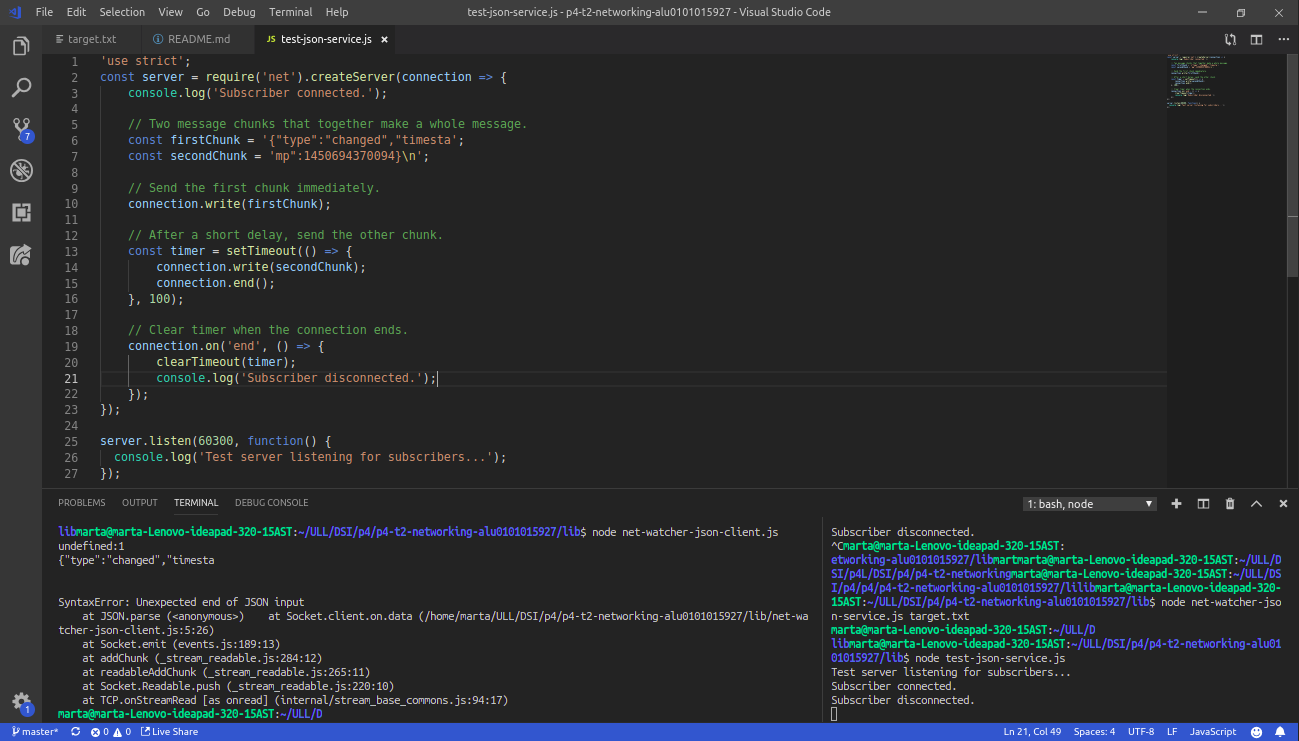 File Edit Selection View Go Debug Terminal Help test-json-service.js - p4-t2-networking-alu0101015927 - Visual Studio Code
target.txt README.md JS test-json-service.js ×
1 'use strict';
2 const server = require('net').createServer(connection => {
3 console.log('Subscriber connected.');
4
5 // Two message chunks that together make a whole message.
6 const firstChunk = '{"type":"changed","timesta';
7 const secondChunk = 'mp":1450694370094}\n';
8
9 // Send the first chunk immediately.
10 connection.write(firstChunk);
11
12 // After a short delay, send the other chunk.
13 const timer = setTimeout(() => {
14 connection.write(secondChunk);
15 connection.end();
16 }, 100);
17
18 // Clear timer when the connection ends.
19 connection.on('end', () => {
20 clearTimeout(timer);
21 console.log('Subscriber disconnected.');
22 });
23 });
24
25 server.listen(60300, function() {
26 console.log('Test server listening for subscribers...');
27 });
7
1
PROBLEMS OUTPUT TERMINAL DEBUG CONSOLE 1: bash, node
libmarta@marta-Lenovo-ideapad-320-15AST:~/ULL/DSI/p4/p4-t2-networking-alu0101015927/lib$ node net-watcher-json-client.js
undefined:1
{"type":"changed","timesta
SyntaxError: Unexpected end of JSON input
at JSON.parse (<anonymous>) at Socket.client.on.data (/home/marta/ULL/DSI/p4/p4-t2-networking-alu0101015927/lib/net-wa
tcher-json-client.js:5:26)
at Socket.emit (events.js:189:13)
at addChunk (_stream_readable.js:284:12)
at readableAddChunk (_stream_readable.js:265:11)
at Socket.Readable.push (_stream_readable.js:220:10)
at TCP.onStreamRead [as onread] (internal/stream_base_commons.js:94:17)
marta@marta-Lenovo-ideapad-320-15AST:~/ULL/D
Subscriber disconnected.
^Cmarta@marta-Lenovo-ideapad-320-15AST:
etworking-alu0101015927/libmartmarta@marta-Lenovo-ideapad-320-15AST:~/ULL/D
SI/p4L/DSI/p4/p4-t2-networkingmarta@marta-Lenovo-ideapad-320-15AST:~/ULL/DS
I/p4/p4/p4-t2-networking-alu0101015927/lilibmarta@marta-Lenovo-ideapad-320-
15AST:~/ULL/DSI/p4/p4-t2-networking-alu0101015927/lib$ node net-watcher-jso
n-service.js target.txt
marta@marta-Lenovo-ideapad-320-15AST:~/ULL/D
libmarta@marta-Lenovo-ideapad-320-15AST:~/ULL/DSI/p4/p4-t2-networking-alu01
01015927/lib$ node test-json-service.js
Test server listening for subscribers...
Subscriber connected.
Subscriber disconnected.
master* 0 0 Live Share Ln 21, Col 49 Spaces: 4 UTF-8 LF JavaScript